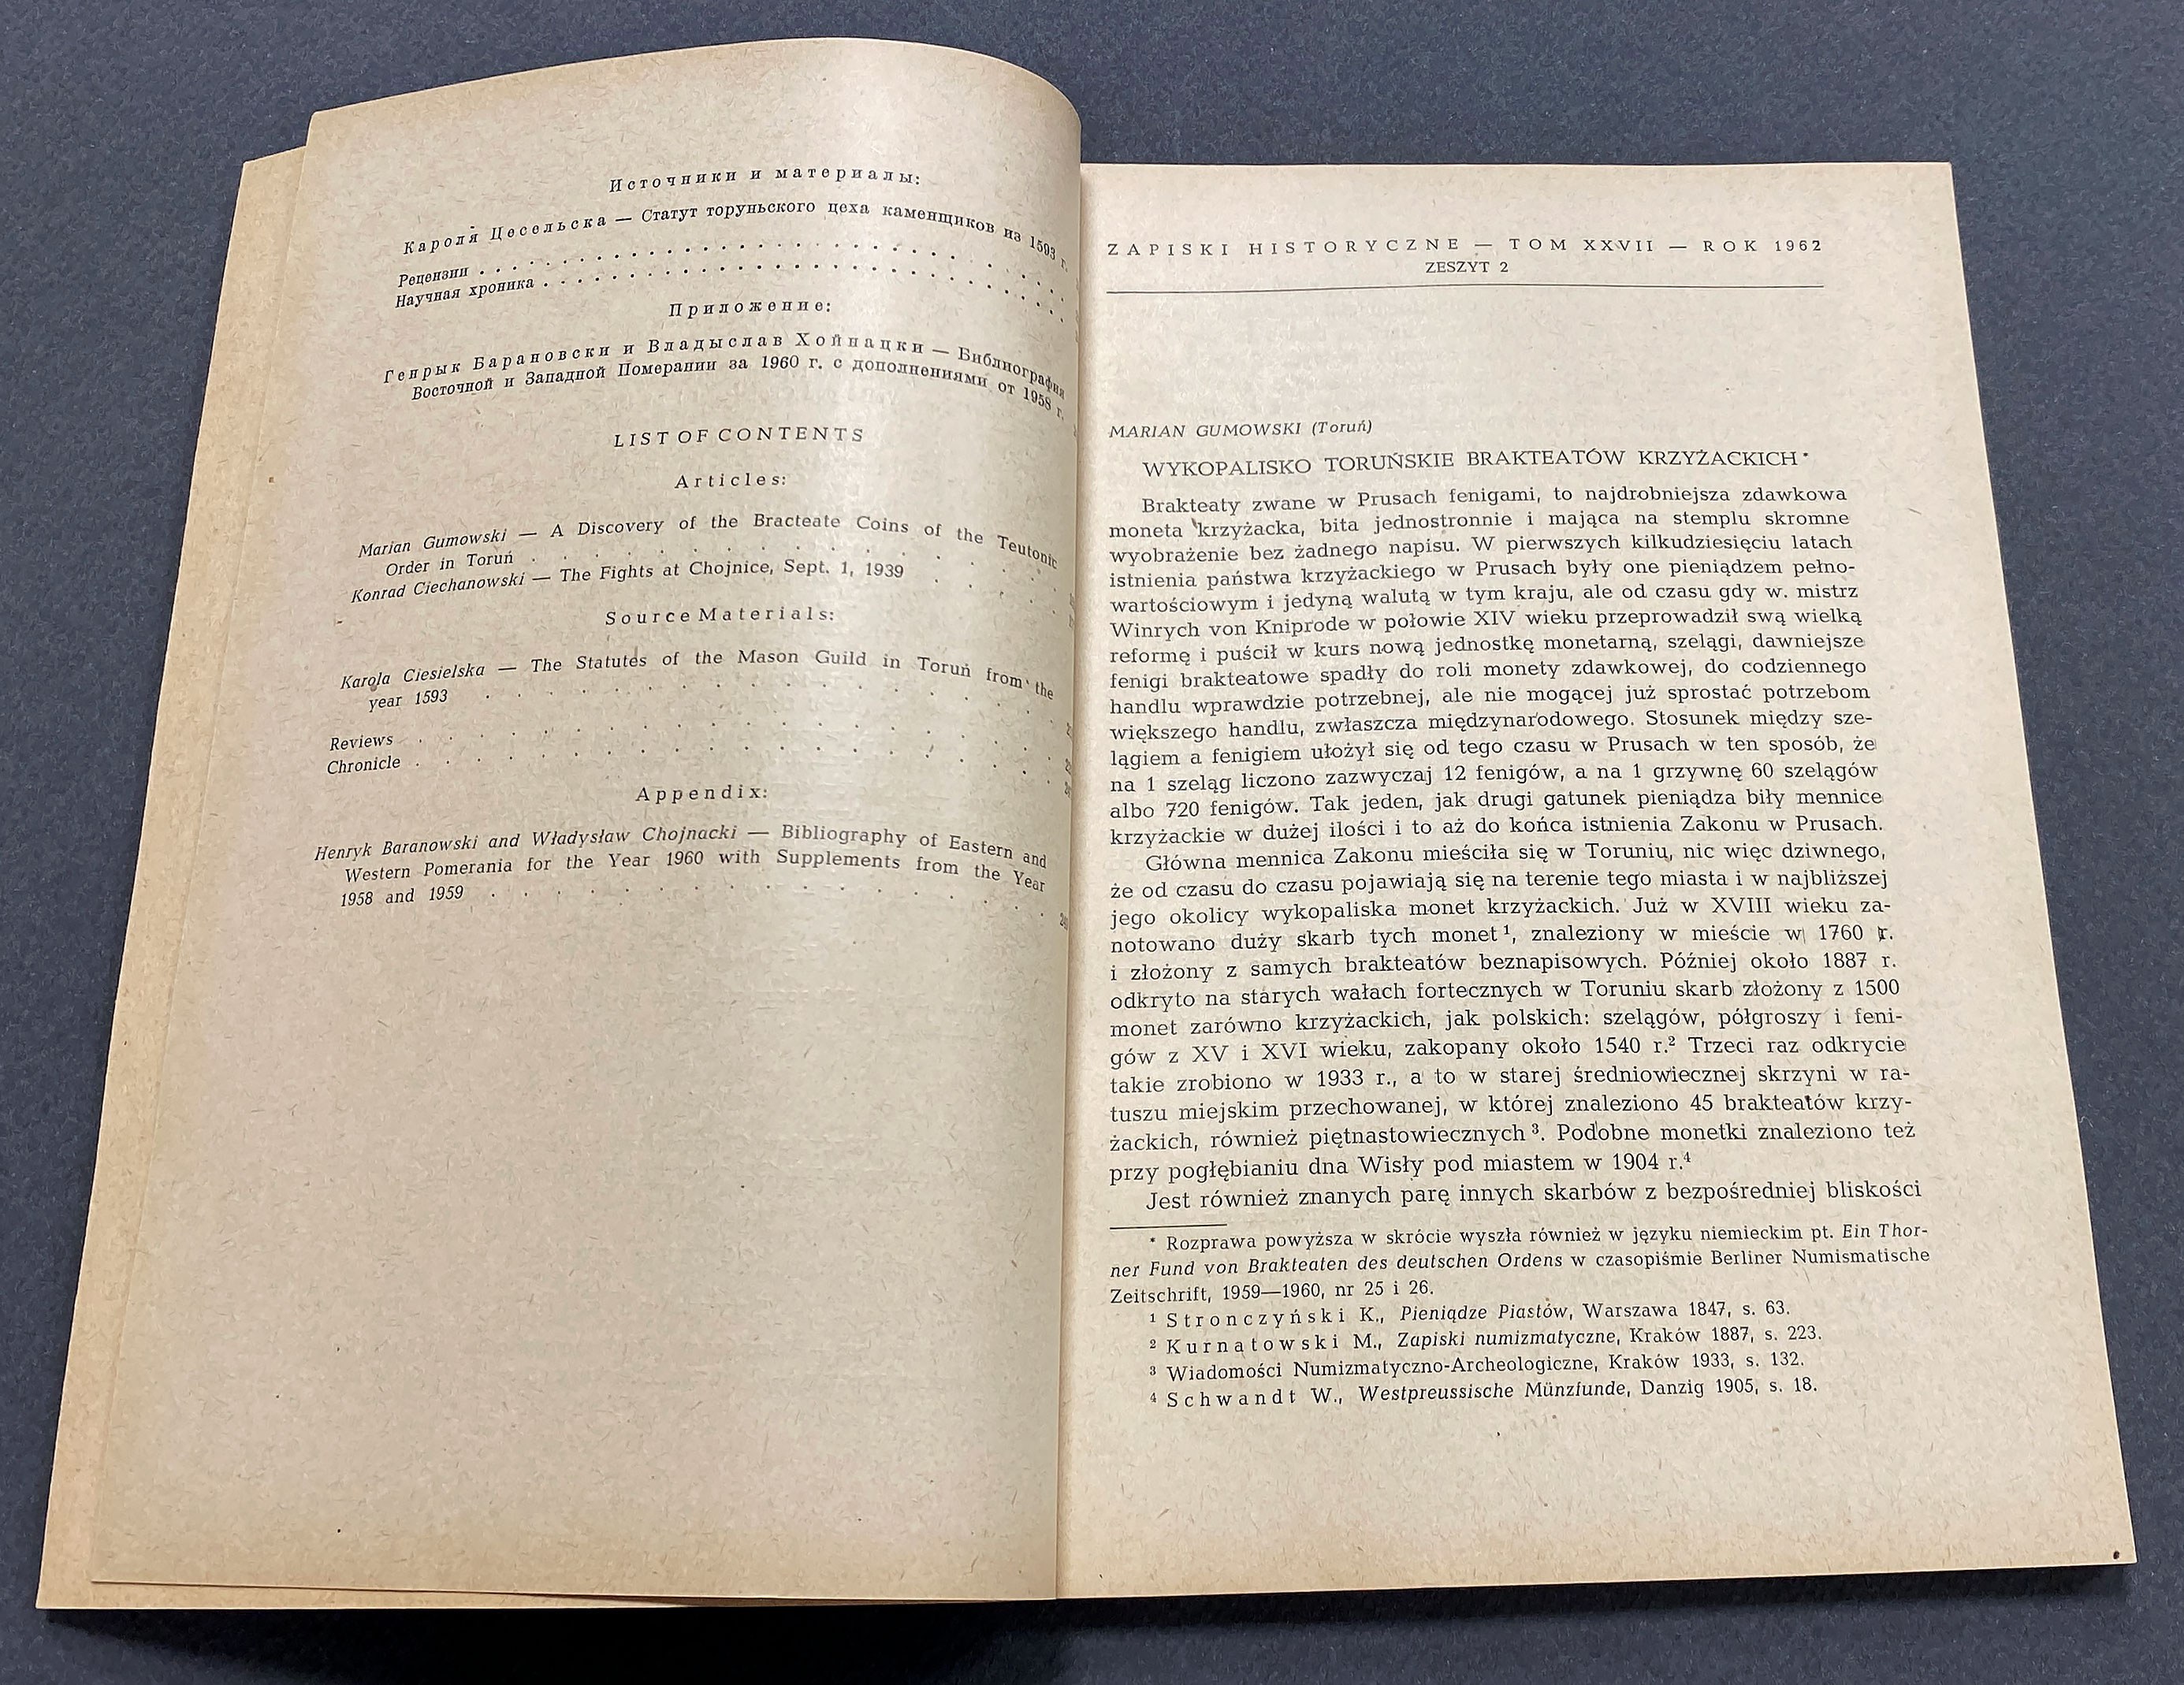 Источники и материалы:
Кароля Цесельска — Статут торуньского цеха каменщиков из 1593 г.
Рецензии . . . . . . . . . . . . . . . . . . . .
Научная хроника . . . . . . . . . . . . . . . . . .
Приложение:
Генрык Барановски и Владыслав Хойнацки — Библиография
Восточной и Западной Померании за 1960 г. с дополнениями от 1958 г.
LIST OF CONTENTS
Articles:
Marian Gumowski — A Discovery of the Bracteate Coins of the Teutonic
Order in Toruń . . . . . . . . . . . . .
Konrad Ciechanowski — The Fights at Chojnice, Sept. 1, 1939 . . . .
Source Materials:
Karola Ciesielska — The Statutes of the Mason Guild in Toruń from the
year 1593 . . . . . . . . . . . . . .
Reviews . . . . . . . . . . . . . . . .
Chronicle . . . . . . . . . . . . . . . .
Appendix:
Henryk Baranowski and Władysław Chojnacki — Bibliography of Eastern and
Western Pomerania for the Year 1960 with Supplements from the Year
1958 and 1959 . . . . . . . . . . . . .
ZAPISKI HISTORYCZNE — TOM XXVII — ROK 1962
ZESZYT 2
MARIAN GUMOWSKI (Toruń)
WYKOPALISKO TORUŃSKIE BRAKTEATÓW KRZYŻACKICH *
Brakteaty zwane w Prusach fenigami, to najdrobniejsza zdawkowa
moneta krzyżacka, bita jednostronnie i mająca na stemplu skromne
wyobrażenie bez żadnego napisu. W pierwszych kilkudziesięciu latach
istnienia państwa krzyżackiego w Prusach były one pieniądzem pełno-
wartościowym i jedyną walutą w tym kraju, ale od czasu gdy w. mistrz
Winrych von Kniprode w połowie XIV wieku przeprowadził swą wielką
reformę i puścił w kurs nową jednostkę monetarną, szelągi, dawniejsze
fenigi brakteatowe spadły do roli monety zdawkowej, do codziennego
handlu wprawdzie potrzebnej, ale nie mogącej już sprostać potrzebom
większego handlu, zwłaszcza międzynarodowego. Stosunek między sze-
lągiem a fenigiem ułożył się od tego czasu w Prusach w ten sposób, że
na 1 szeląg liczono zazwyczaj 12 fenigów, a na 1 grzywnę 60 szelągów
albo 720 fenigów. Tak jeden, jak drugi gatunek pieniądza biły mennice
krzyżackie w dużej ilości i to aż do końca istnienia Zakonu w Prusach.
Główna mennica Zakonu mieściła się w Toruniu, nic więc dziwnego,
że od czasu do czasu pojawiają się na terenie tego miasta i w najbliższej
jego okolicy wykopaliska monet krzyżackich. Już w XVIII wieku za-
notowano duży skarb tych monet ¹, znaleziony w mieście w 1760 r.
i złożony z samych brakteatów beznapisowych. Później około 1887 r.
odkryto na starych wałach fortecznych w Toruniu skarb złożony z 1500
monet zarówno krzyżackich, jak polskich: szelągów, półgroszy i feni-
gów z XV i XVI wieku, zakopany około 1540 r.² Trzeci raz odkrycie
takie zrobiono w 1933 r., a to w starej średniowiecznej skrzyni w ra-
tuszu miejskim przechowanej, w której znaleziono 45 brakteatów krzy-
żackich, również piętnastowiecznych ³. Podobne monetki znaleziono też
przy pogłębianiu dna Wisły pod miastem w 1904 r.⁴
Jest również znanych parę innych skarbów z bezpośredniej bliskości
* Rozprawa powyższa w skrócie wyszła również w języku niemieckim pt. Ein Thor-
ner Fund von Brakteaten des deutschen Ordens w czasopiśmie Berliner Numismatische
Zeitschrift, 1959—1960, nr 25 i 26.
¹ Stronczyński K., Pieniądze Piastów, Warszawa 1847, s. 63.
² Kurnatowski M., Zapiski numizmatyczne, Kraków 1887, s. 223.
³ Wiadomości Numizmatyczno-Archeologiczne, Kraków 1933, s. 132.
⁴ Schwandt W., Westpreussische Münzfunde, Danzig 1905, s. 18.